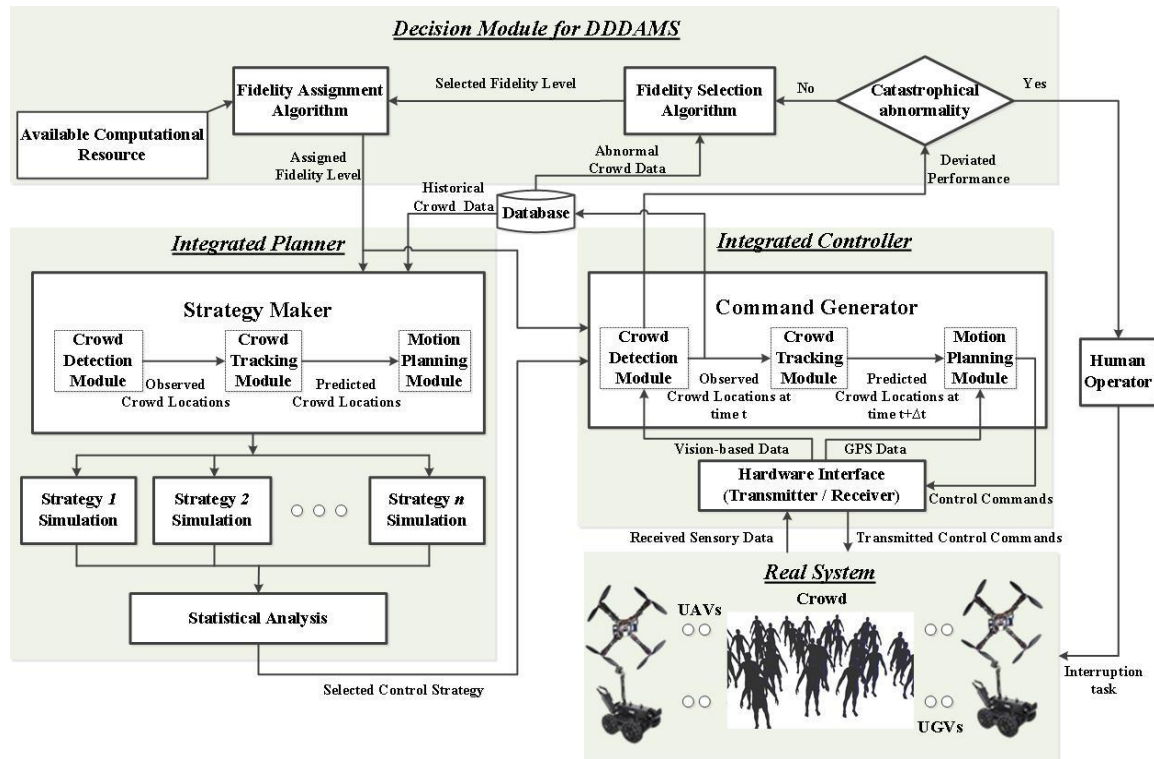 Decision Module for DDDAMS
Fidelity Assignment
Algorithm
Selected Fidelity Level
Fidelity Selection
Algorithm
No
Catastrophical
abnormality
Yes
Available Computational
Resource
Assigned
Fidelity Level
Abnormal
Crowd Data
Deviated
Performance
Historical
Crowd Data
Database
Integrated Planner
Strategy Maker
Crowd
Detection
Module
Observed
Crowd Locations
Crowd
Tracking
Module
Predicted
Crowd Locations
Motion
Planning
Module
Strategy 1
Simulation
Strategy 2
Simulation
Strategy n
Simulation
Statistical Analysis
Selected Control Strategy
Integrated Controller
Command Generator
Crowd
Detection
Module
Observed
Crowd Locations at
time t
Crowd
Tracking
Module
Predicted
Crowd Locations at
time t+Δt
Motion
Planning
Module
Vision-based Data
GPS Data
Hardware Interface
(Transmitter / Receiver)
Control Commands
Received Sensory Data
Transmitted Control Commands
Human
Operator
Interruption
task
Real System
Crowd
UAVs
UGVs